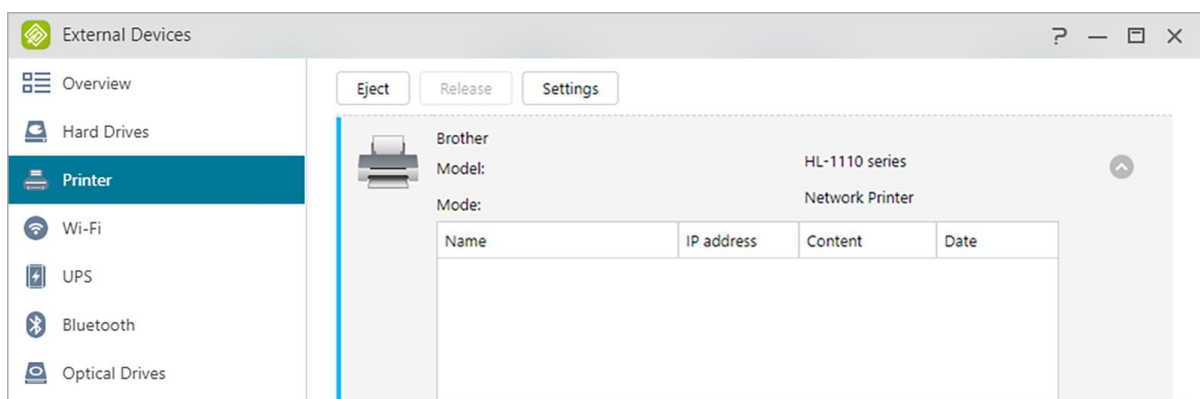 External Devices
Overview
Hard Drives
Printer
Wi-Fi
UPS
Bluetooth
Optical Drives
Eject Release Settings
Brother
Model: HL-1110 series
Mode: Network Printer
Name IP address Content Date